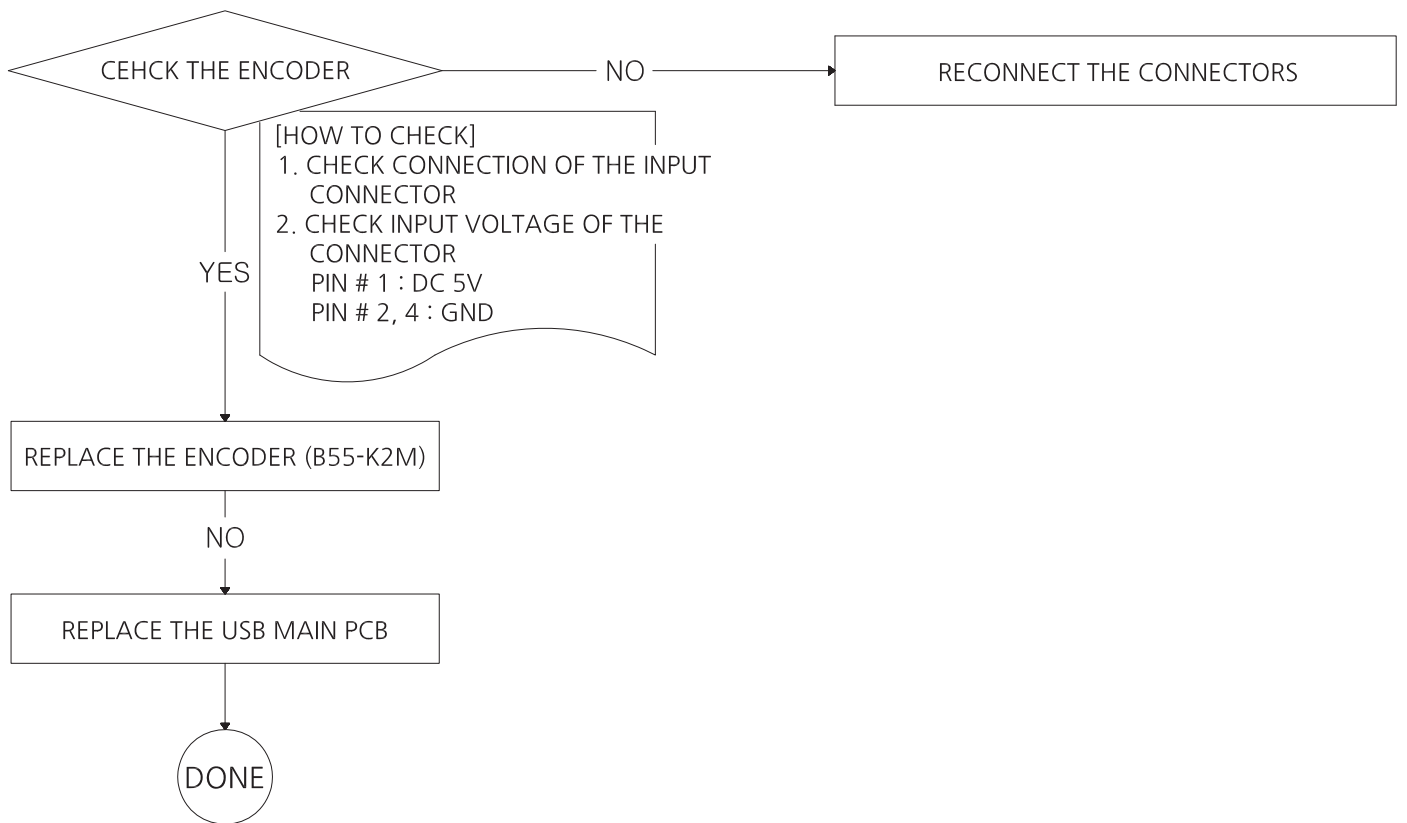 CEHCK THE ENCODER
NO
RECONNECT THE CONNECTORS
[HOW TO CHECK]
1. CHECK CONNECTION OF THE INPUT
CONNECTOR
2. CHECK INPUT VOLTAGE OF THE
CONNECTOR
PIN # 1 : DC 5V
PIN # 2, 4 : GND
YES
REPLACE THE ENCODER (B55-K2M)
NO
REPLACE THE USB MAIN PCB
DONE